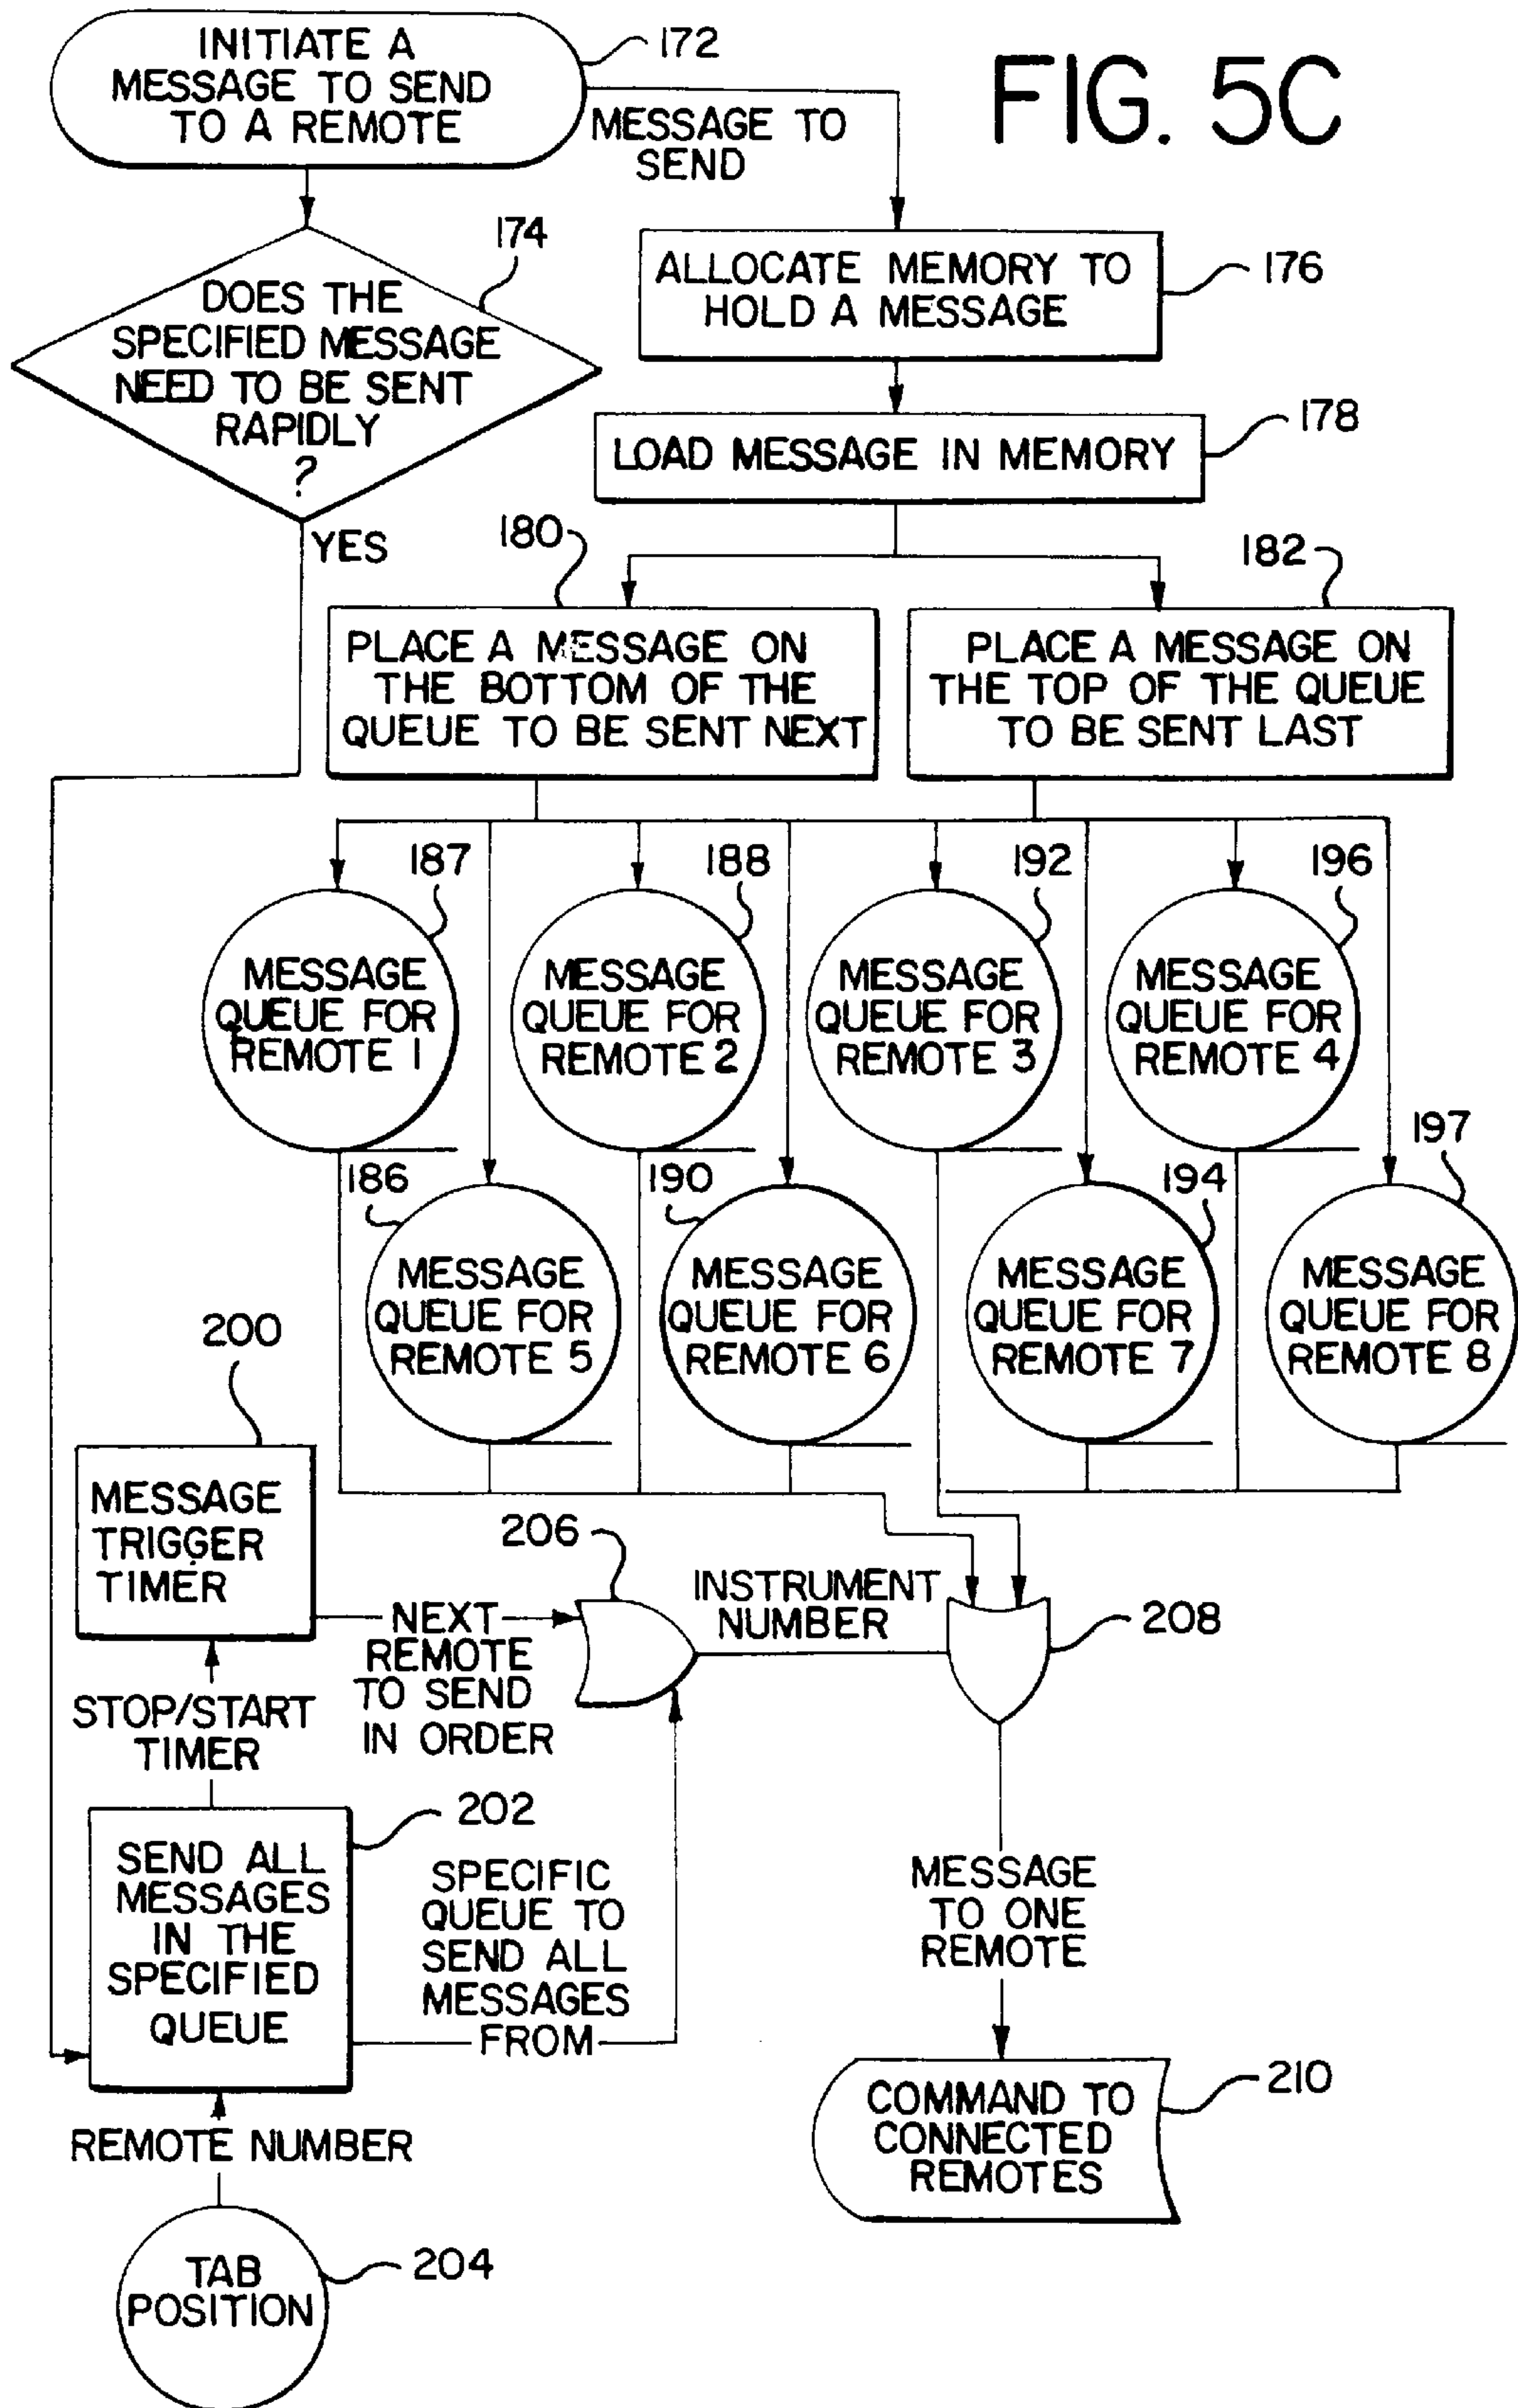 FIG. 5C
INITIATE A
MESSAGE TO SEND
TO A REMOTE
172
MESSAGE TO
SEND
174
DOES THE
SPECIFIED MESSAGE
NEED TO BE SENT
RAPIDLY
?
YES
ALLOCATE MEMORY TO
HOLD A MESSAGE
176
LOAD MESSAGE IN MEMORY
178
180
PLACE A MESSAGE ON
THE BOTTOM OF THE
QUEUE TO BE SENT NEXT
182
PLACE A MESSAGE ON
THE TOP OF THE QUEUE
TO BE SENT LAST
187
MESSAGE
QUEUE FOR
REMOTE 1
188
MESSAGE
QUEUE FOR
REMOTE 2
192
MESSAGE
QUEUE FOR
REMOTE 3
196
MESSAGE
QUEUE FOR
REMOTE 4
186
MESSAGE
QUEUE FOR
REMOTE 5
190
MESSAGE
QUEUE FOR
REMOTE 6
194
MESSAGE
QUEUE FOR
REMOTE 7
197
MESSAGE
QUEUE FOR
REMOTE 8
200
MESSAGE
TRIGGER
TIMER
NEXT
REMOTE
TO SEND
IN ORDER
206
INSTRUMENT
NUMBER
208
STOP/START
TIMER
202
SEND ALL
MESSAGES
IN THE
SPECIFIED
QUEUE
SPECIFIC
QUEUE TO
SEND ALL
MESSAGES
FROM
MESSAGE
TO ONE
REMOTE
COMMAND TO
CONNECTED
REMOTES
210
REMOTE NUMBER
TAB
POSITION
204